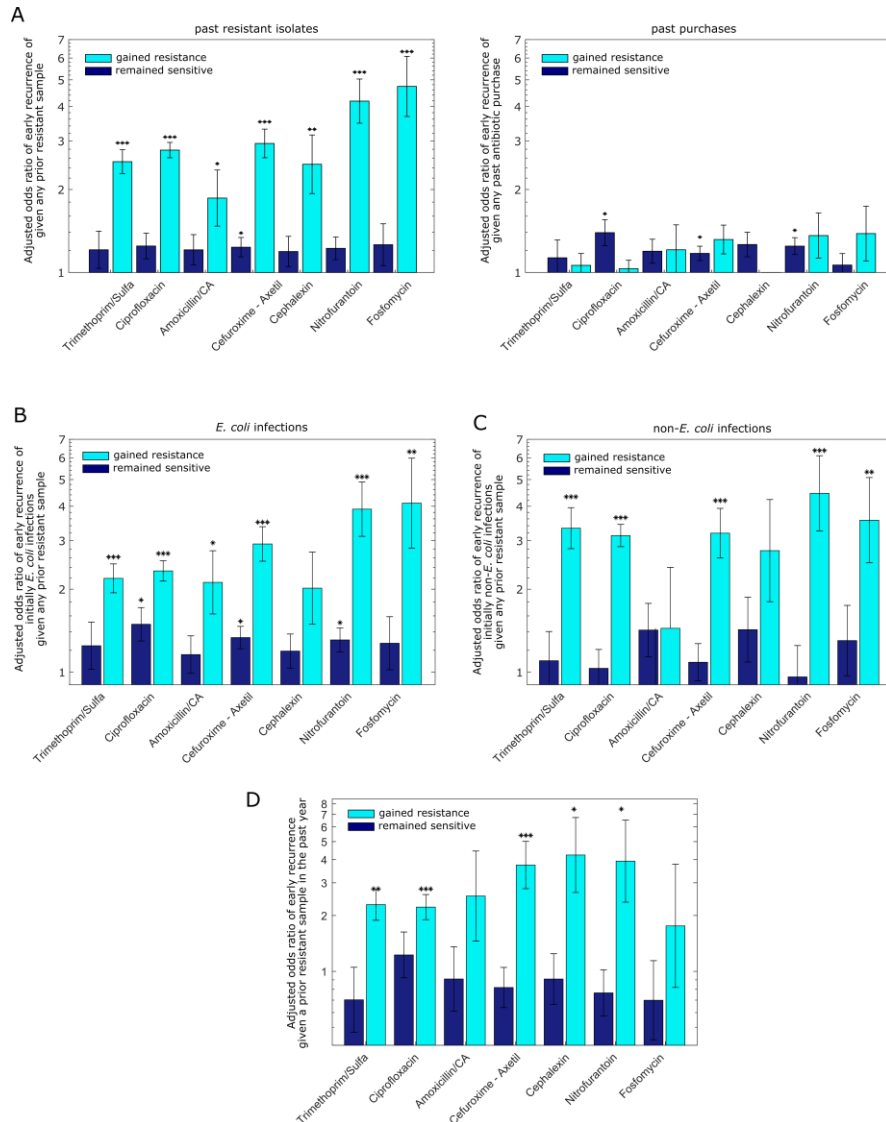 A
past resistant isolates
Adjusted odds ratio of early recurrence of
given any prior resistant sample
7
6
5
4
3
2
1
gained resistance
remained sensitive
***
***
*
*
***
**
***
***
Trimethoprim/Sulfa
Ciprofloxacin
Amoxicillin/CA
Cefuroxime - Axetil
Cephalexin
Nitrofurantoin
Fosfomycin
past purchases
Adjusted odds ratio of early recurrence of
given any past antibiotic purchase
7
6
5
4
3
2
1
gained resistance
remained sensitive
*
*
*
Trimethoprim/Sulfa
Ciprofloxacin
Amoxicillin/CA
Cefuroxime - Axetil
Cephalexin
Nitrofurantoin
Fosfomycin
B
E. coli infections
Adjusted odds ratio of early recurrence of
initially E. coli infections
given any prior resistant sample
7
6
5
4
3
2
1
gained resistance
remained sensitive
***
*
***
*
*
***
*
***
**
Trimethoprim/Sulfa
Ciprofloxacin
Amoxicillin/CA
Cefuroxime - Axetil
Cephalexin
Nitrofurantoin
Fosfomycin
C
non-E. coli infections
Adjusted odds ratio of early recurrence of
initially non-E. coli infections
given any prior resistant sample
7
6
5
4
3
2
1
gained resistance
remained sensitive
***
***
***
***
**
Trimethoprim/Sulfa
Ciprofloxacin
Amoxicillin/CA
Cefuroxime - Axetil
Cephalexin
Nitrofurantoin
Fosfomycin
D
Adjusted odds ratio of early recurrence
given a prior resistant sample in the past year
8
7
6
5
4
3
2
1
gained resistance
remained sensitive
**
***
***
*
*
Trimethoprim/Sulfa
Ciprofloxacin
Amoxicillin/CA
Cefuroxime - Axetil
Cephalexin
Nitrofurantoin
Fosfomycin